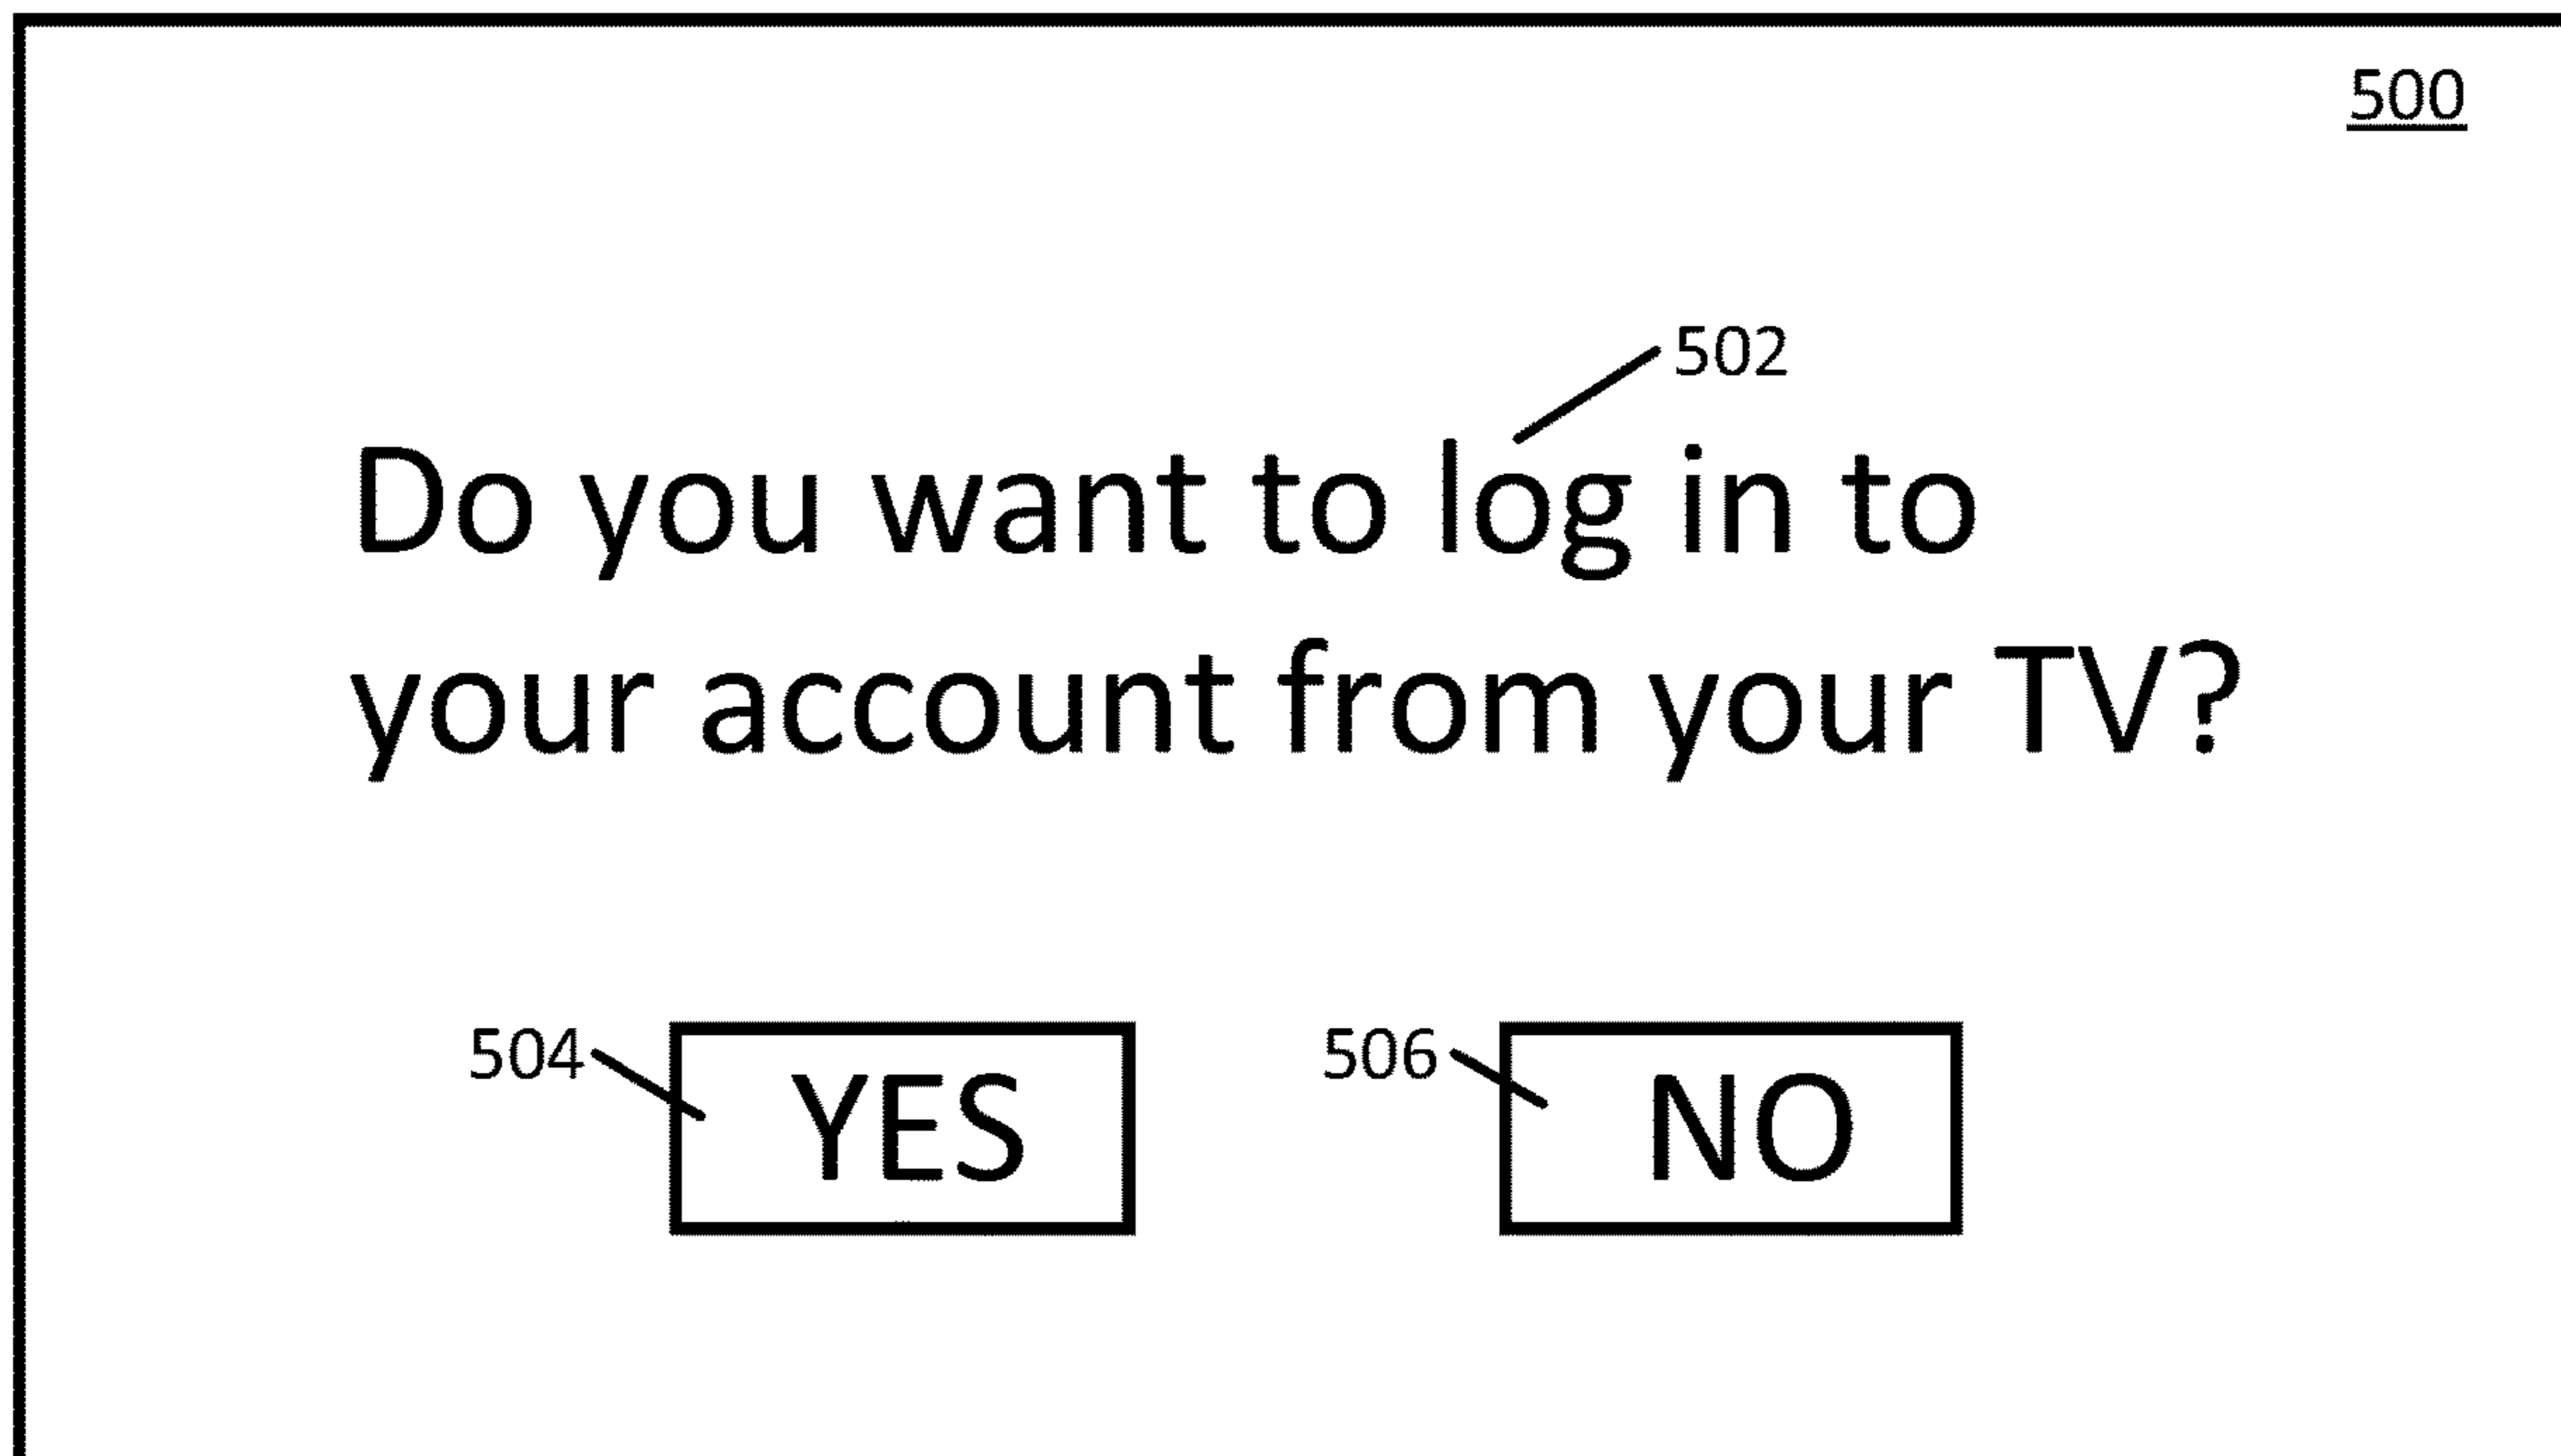 500
502
Do you want to log in to
your account from your TV?
504 YES 506 NO